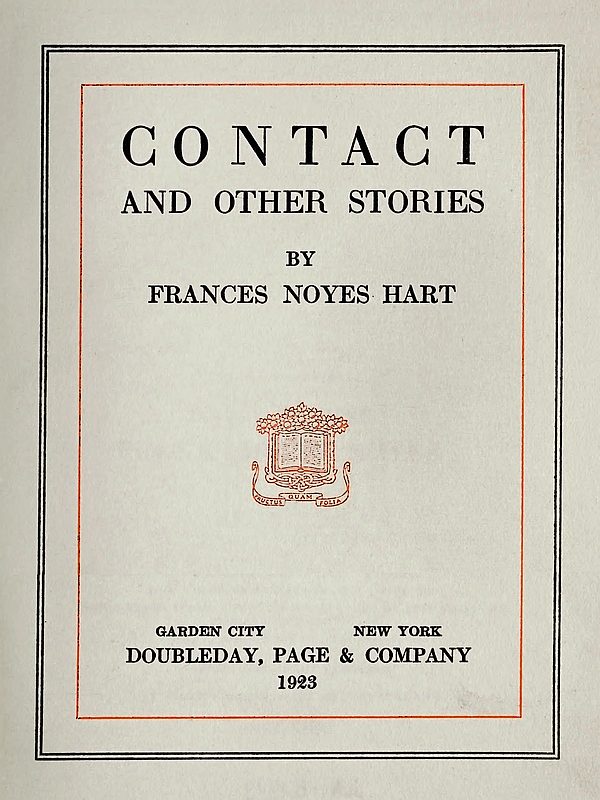 CONTACT
AND OTHER STORIES
BY
FRANCES NOYES HART
FRUCTUS QUAM FOLIA
GARDEN CITY NEW YORK
DOUBLEDAY, PAGE & COMPANY
1923